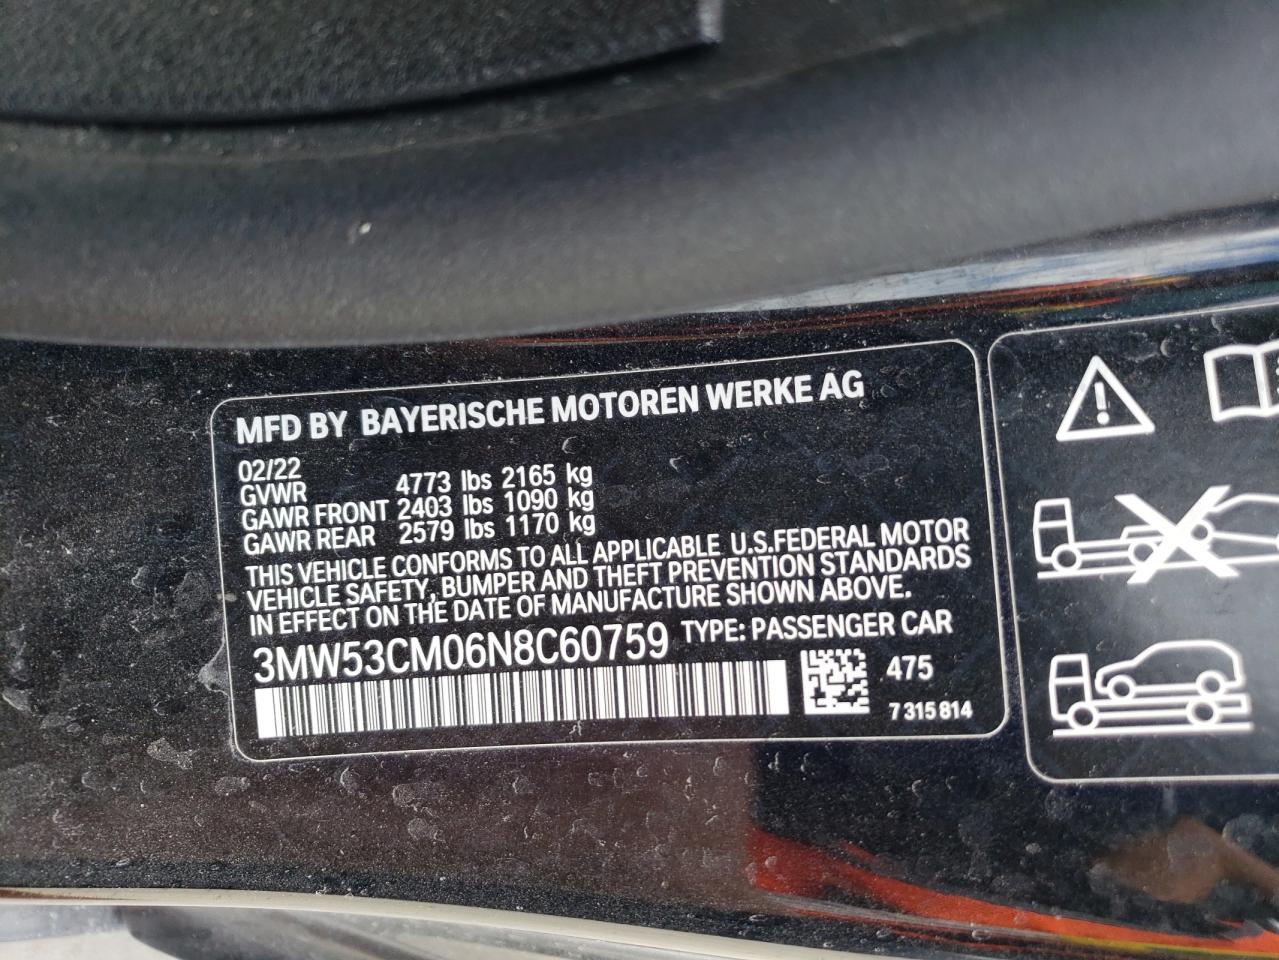 MFD BY BAYERISCHE MOTOREN WERKE AG
02/22
GVWR 4773 lbs 2165 kg
GAWR FRONT 2403 lbs 1090 kg
GAWR REAR 2579 lbs 1170 kg
THIS VEHICLE CONFORMS TO ALL APPLICABLE U.S.FEDERAL MOTOR
VEHICLE SAFETY, BUMPER AND THEFT PREVENTION STANDARDS
IN EFFECT ON THE DATE OF MANUFACTURE SHOWN ABOVE.
3MW53CM06N8C60759 TYPE: PASSENGER CAR
475
7 315 814